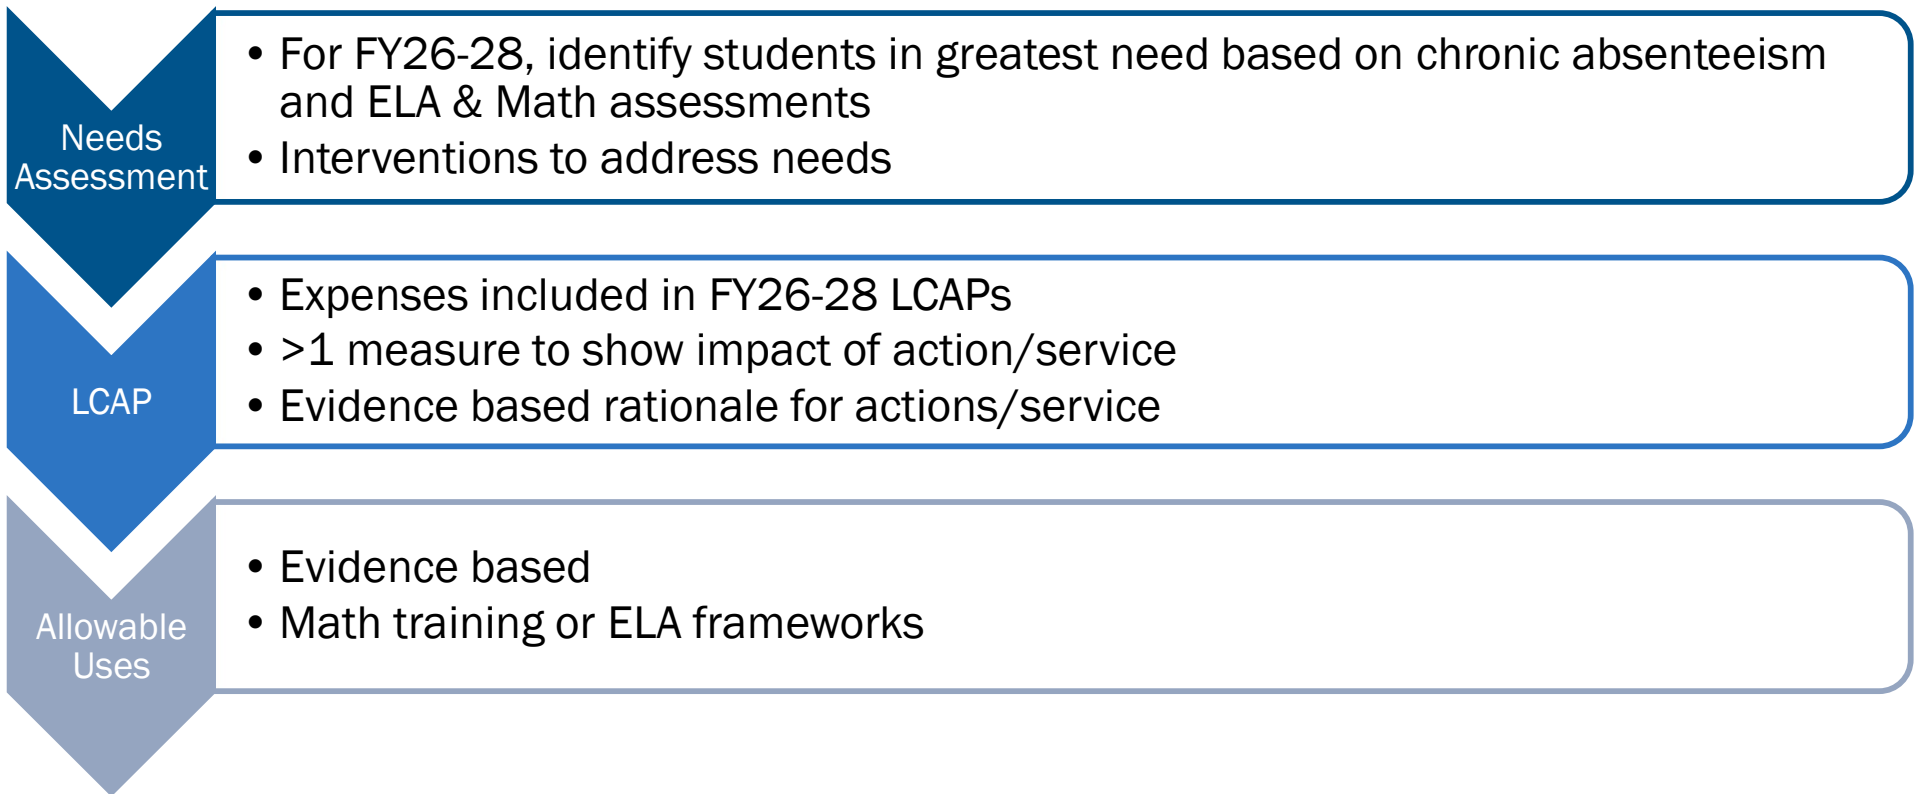 Needs
Assessment
• For FY26-28, identify students in greatest need based on chronic absenteeism
and ELA & Math assessments
• Interventions to address needs
LCAP
• Expenses included in FY26-28 LCAPs
• >1 measure to show impact of action/service
• Evidence based rationale for actions/service
Allowable
Uses
• Evidence based
• Math training or ELA frameworks